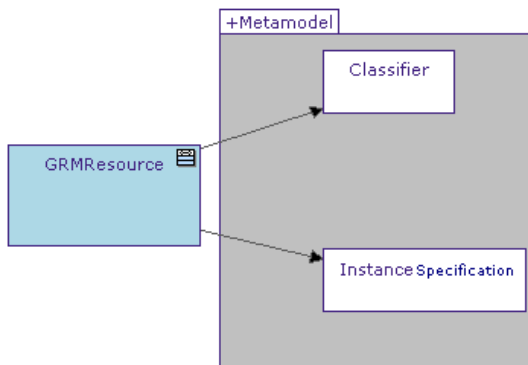 +Metamodel
Classifier
GRMResource
InstanceSpecification